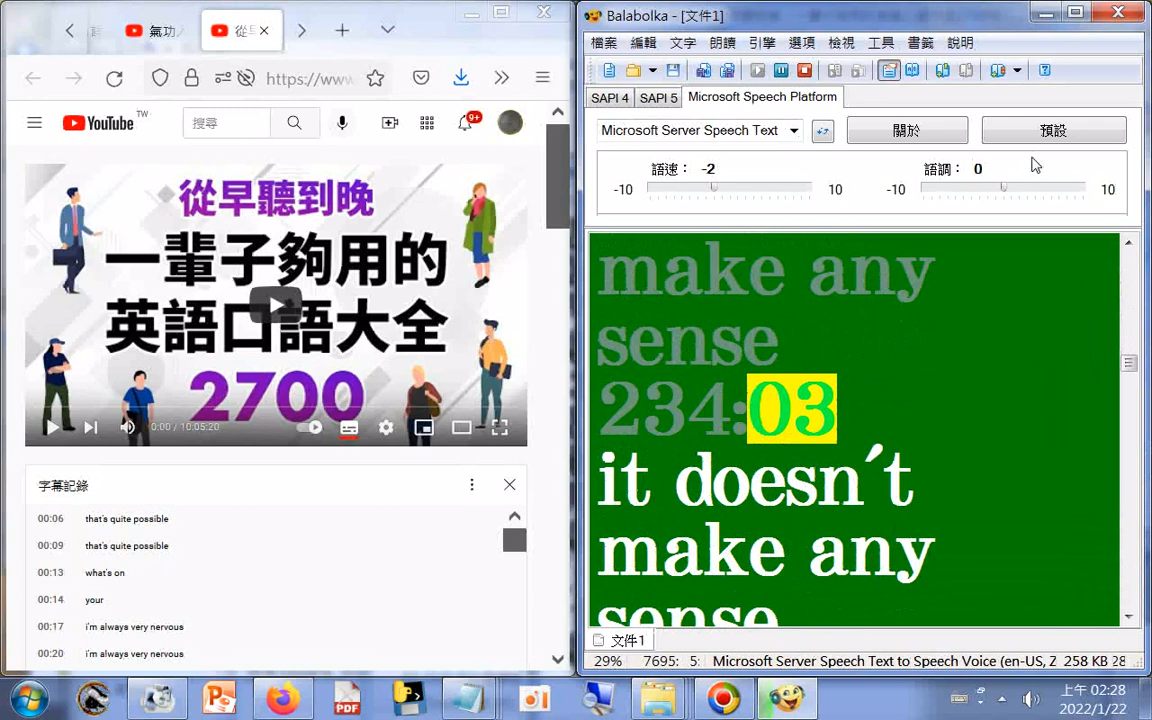 氣功
從
https://www
YouTube
TW
搜尋
9+
從早聽到晚
一輩子夠用的
英語口語大全
2700
0:00 / 10:05:20
字幕記錄
00:06 that's quite possible
00:09 that's quite possible
00:13 what's on
00:14 your
00:17 i'm always very nervous
00:20 i'm always very nervous
Balabolka - [文件1]
檔案 編輯 文字 朗讀 引擎 選項 檢視 工具 書籤 說明
SAPI 4 SAPI 5 Microsoft Speech Platform
Microsoft Server Speech Text 關於 預設
語速： -2 語調： 0
-10 10 -10 10
make any
sense
234:03
it doesn't
make any
sense
文件1
29% 7695: 5: Microsoft Server Speech Text to Speech Voice (en-US, Z 258 KB 28
PDF
上午 02:28
2022/1/22